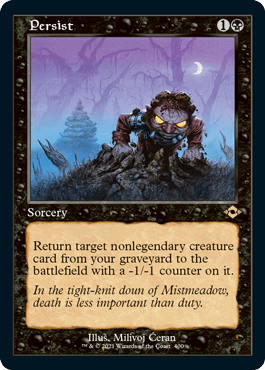 Persist 1
Return target nonlegendary creature
card from your graveyard to the
battlefield with a -1/-1 counter on it.
In the tight-knit doun of Mistmeadow,
death is less important than duty.
Illus. Milivoj Ćeran
™ & © 2021 Wizards of the Coast 400